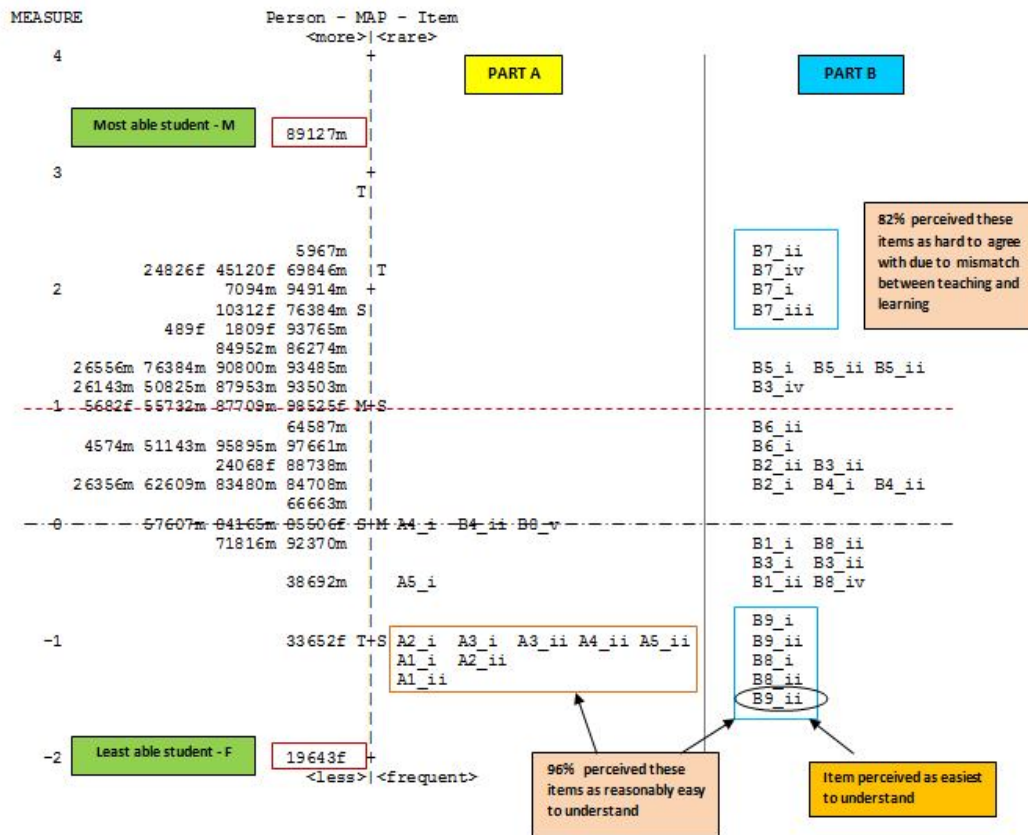 MEASURE Person - MAP - Item
<more>|<rare>
4 +
PART A PART B
Most able student - M 89127m
3 +
T|
82% perceived these
items as hard to agree
with due to mismatch
between teaching and
learning
5967m B7_ii
24826f 45120f 69846m |T B7_iv
2 7094m 94914m + B7_i
10312f 76384m S| B7_iii
489f 1809f 93765m |
84952m 86274m |
26556m 76384m 90800m 93485m | B5_i B5_ii B5_ii
26143m 50825m 87953m 93503m | B3_iv
1 5682f 55732m 87709m 98525f M+S
64587m | B6_ii
4574m 51143m 95895m 97661m | B6_i
24068f 88738m | B2_ii B3_ii
26356m 62609m 83480m 84708m | B2_i B4_i B4_ii
66663m |
0 57607m 84165m 85506f S|M A4_i B4_ii B8_v
71816m 92370m | B1_i B8_ii
B3_i B3_ii
38692m | A5_i B1_ii B8_iv
B9_i
-1 33652f T+S A2_i A3_i A3_ii A4_ii A5_ii B9_ii
A1_i A2_ii B8_i
A1_ii B8_ii
B9_ii
-2 Least able student - F 19643f +
<less>|<frequent>
96% perceived these
items as reasonably easy
to understand
Item perceived as easiest
to understand